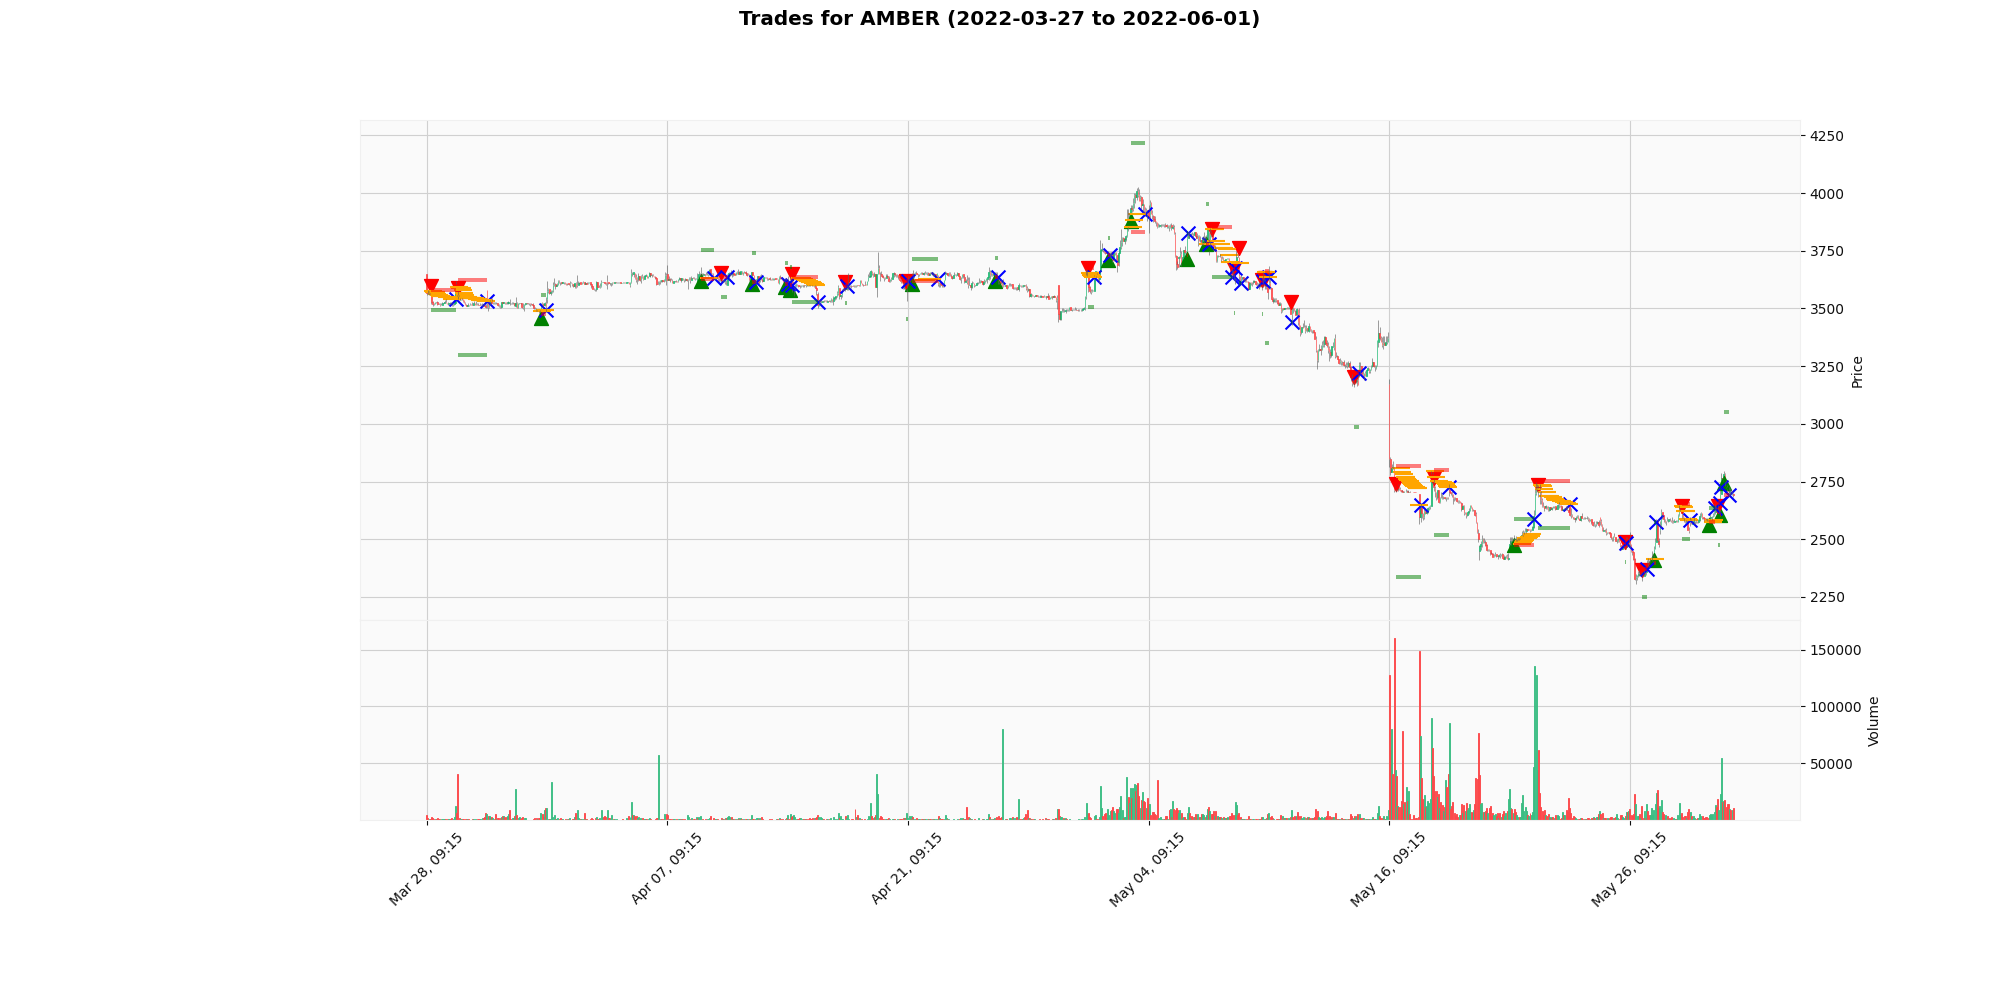 Trades for AMBER (2022-03-27 to 2022-06-01)
4250
4000
3750
3500
3250
3000
2750
2500
2250
Price
150000
100000
50000
Volume
Mar 28, 09:15
Apr 07, 09:15
Apr 21, 09:15
May 04, 09:15
May 16, 09:15
May 26, 09:15